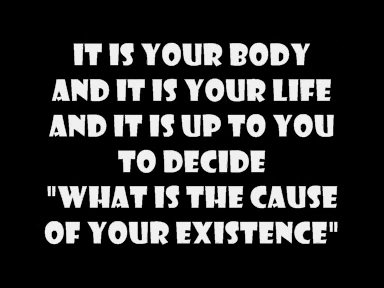 IT IS YOUR BODY
AND IT IS YOUR LIFE
AND IT IS UP TO YOU
TO DECIDE
"WHAT IS THE CAUSE
OF YOUR EXISTENCE"